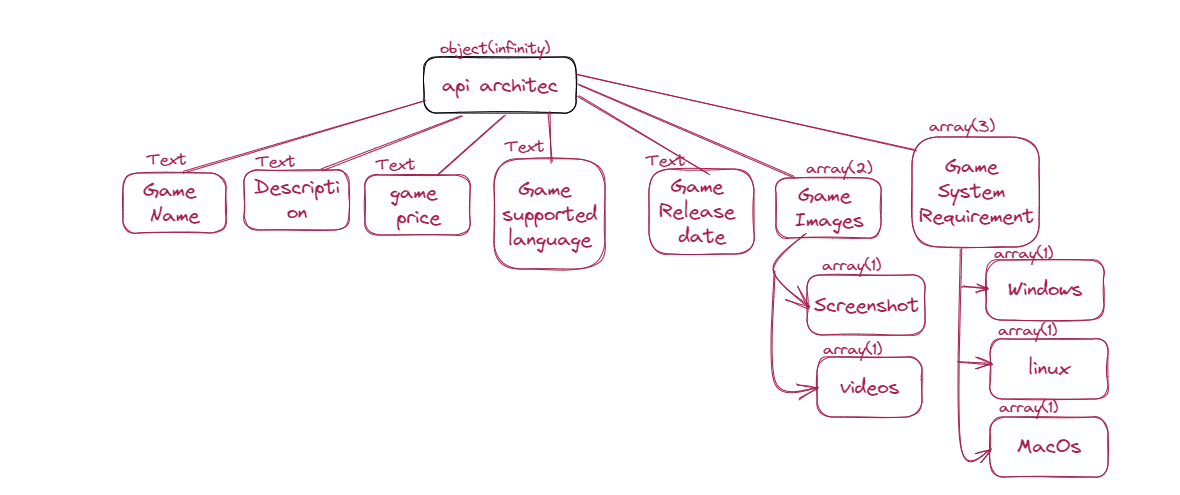 object(infinity)
api architec
Text
Game
Name
Text
Descripti
on
Text
game
price
Text
Game
supported
language
Text
Game
Release
date
array(2)
Game
Images
array(1)
Screenshot
array(1)
videos
array(3)
Game
System
Requirement
array(1)
Windows
array(1)
linux
array(1)
MacOs